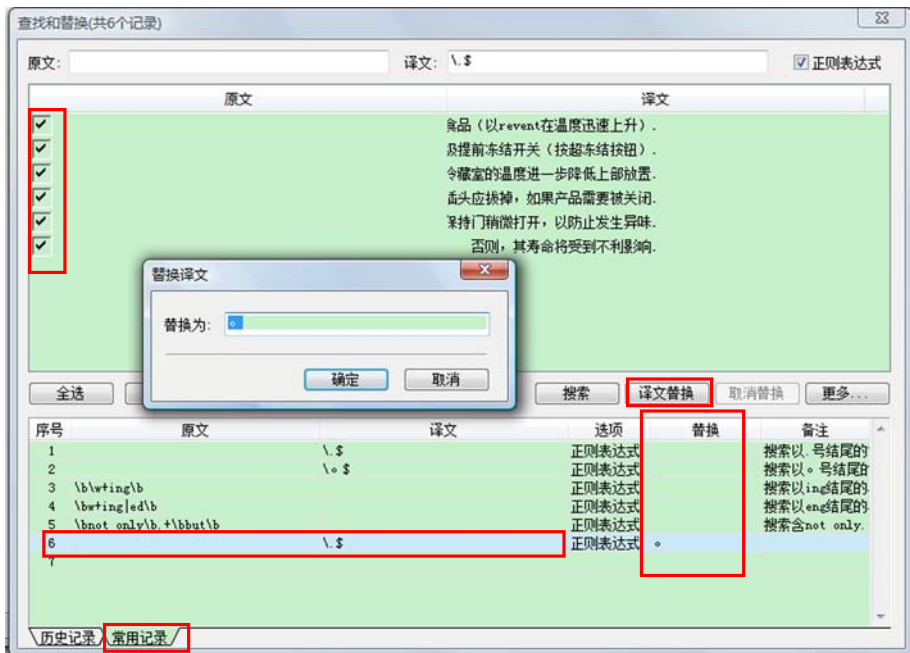 查找和替换(共6个记录)
原文: 译文: \.$ 正则表达式
原文 译文
食品（以revent在温度迅速上升）.
及提前冻结开关（按超东结按钮）.
令藏室的温度进一步降低上部放置.
插头应拔掉，如果产品需要被关闭.
保持门稍微打开，以防止发生异味.
否则，其寿命将受到不利影响.
替换译文
替换为: 。
确定 取消
全选 搜索 译文替换 取消替换 更多...
序号 原文 译文 选项 替换 备注
1 \.$ 正则表达式 搜索以.号结尾的
2 \。$ 正则表达式 搜索以。号结尾的
3 \b\w+ing\b 正则表达式 搜索以ing结尾的
4 \bw+ing|ed\b 正则表达式 搜索以eng结尾的
5 \bnot only\b.+\bbut\b 正则表达式 搜索含not only.
6 \.$ 正则表达式 。
7
历史记录 常用记录